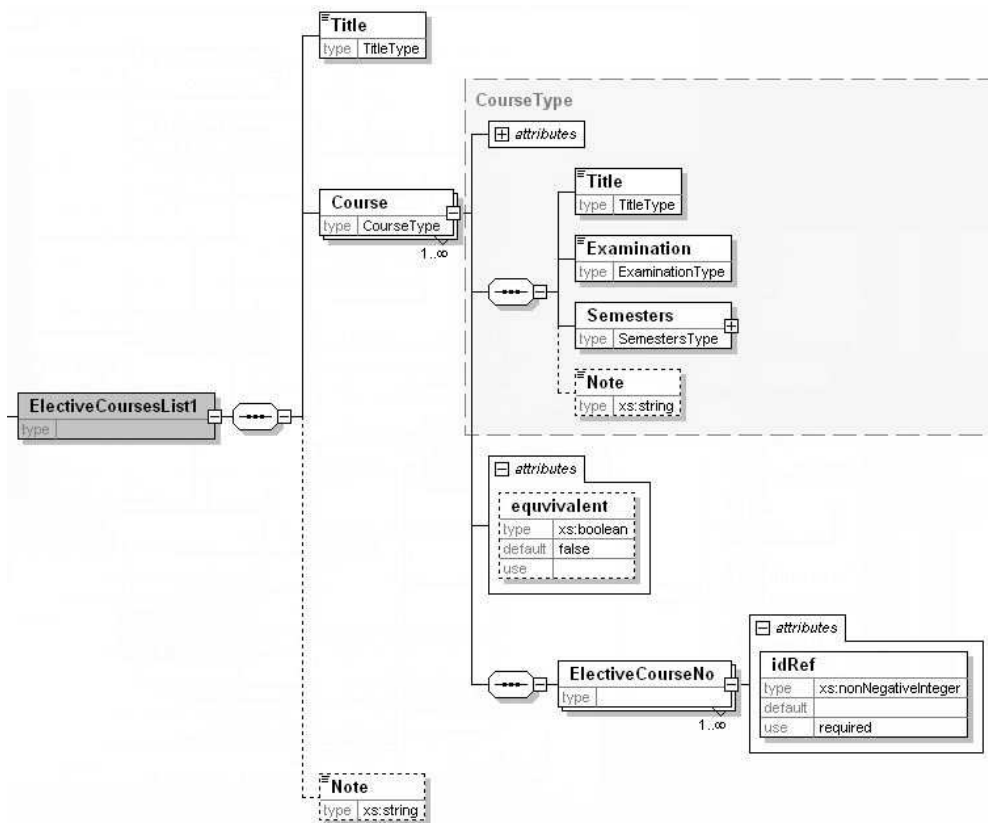 Title
type TitleType
CourseType
attributes
Title
type TitleType
Course
type CourseType
1..∞
Examination
type ExaminationType
Semesters
type SemestersType
Note
type xs:string
ElectiveCoursesList1
type
attributes
equvivalent
type xs:boolean
default false
use
attributes
ElectiveCourseNo
type
1..∞
idRef
type xs:nonNegativeInteger
default
use required
Note
type xs:string